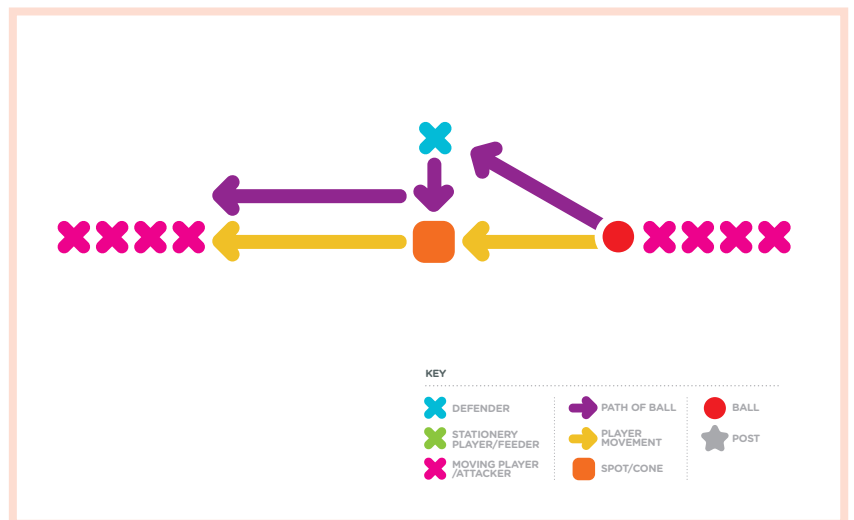 KEY
DEFENDER
STATIONERY
PLAYER/FEEDER
MOVING PLAYER
/ATTACKER
PATH OF BALL
PLAYER
MOVEMENT
SPOT/CONE
BALL
POST